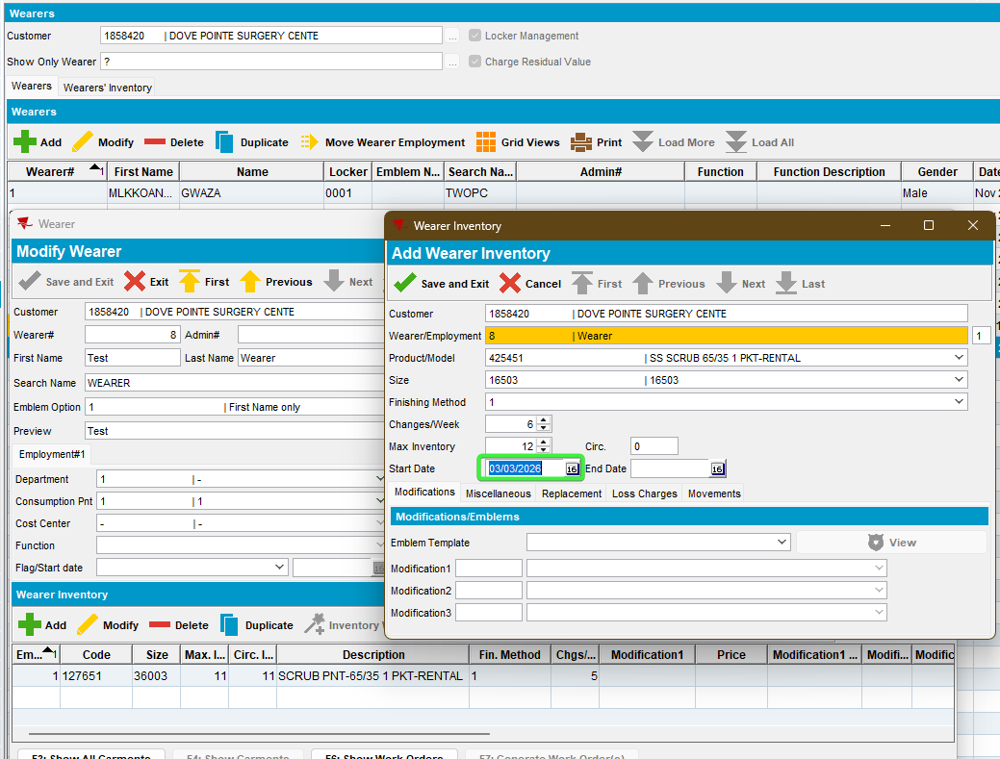 Wearers
Customer 1858420 | DOVE POINTE SURGERY CENTE ... Locker Management
Show Only Wearer ? ... Charge Residual Value
Wearers Wearers' Inventory
Wearers
Add Modify Delete Duplicate Move Wearer Employment Grid Views Print Load More Load All
Wearer# 1 First Name Name Locker Emblem N... Search Na... Admin# Function Function Description Gender Date
1 MLKKOAN... GWAZA 0001 TWOPC Male Nov 2
Wearer
Modify Wearer
Save and Exit Exit First Previous Next
Customer 1858420 | DOVE POINTE SURGERY CENTE
Wearer# 8 Admin#
First Name Test Last Name Wearer
Search Name WEARER
Emblem Option 1 | First Name only
Preview Test
Employment#1
Department 1 | -
Consumption Pnt 1 | 1
Cost Center - | -
Function
Flag/Start date
Wearer Inventory
Add Modify Delete Duplicate Inventory
Em... 1 Code Size Max. I... Circ. I... Description Fin. Method Chgs/... Modification1 Price Modification1 ... Modifi... Modific
1 127651 36003 11 11 SCRUB PNT-65/35 1 PKT-RENTAL 1 5
F3: Show All Garments F4: Show Garments F6: Show Work Orders F7: Generate Work Order(s)
Wearer Inventory
Add Wearer Inventory
Save and Exit Cancel First Previous Next Last
Customer 1858420 | DOVE POINTE SURGERY CENTE
Wearer/Employment 8 | Wearer 1
Product/Model 425451 | SS SCRUB 65/35 1 PKT-RENTAL
Size 16503 | 16503
Finishing Method 1
Changes/Week 6
Max Inventory 12 Circ. 0
Start Date 03/03/2026 16 End Date 16
Modifications Miscellaneous Replacement Loss Charges Movements
Modifications/Emblems
Emblem Template View
Modification1
Modification2
Modification3